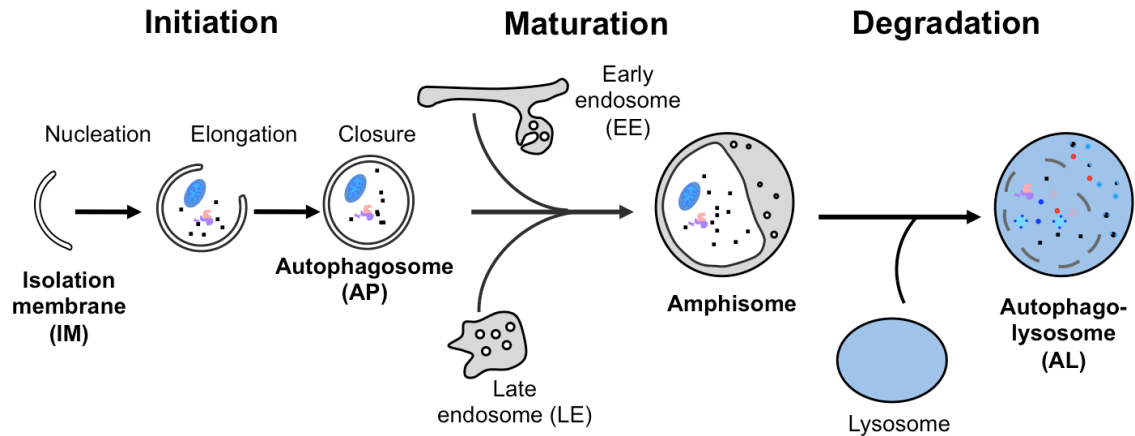 Initiation
Maturation
Degradation
Nucleation
Elongation
Closure
Early
endosome
(EE)
Isolation
membrane
(IM)
Autophagosome
(AP)
Late
endosome (LE)
Amphisome
Lysosome
Autophago-
lysosome
(AL)